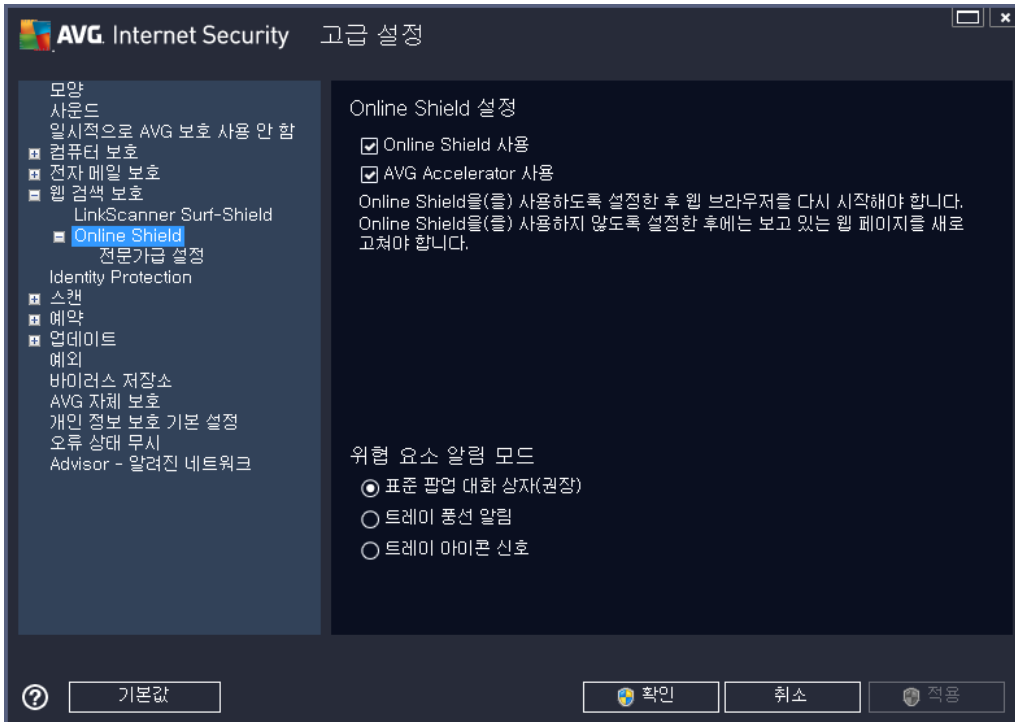 AVG. Internet Security 고급 설정
모양
사운드
일시적으로 AVG 보호 사용 안 함
컴퓨터 보호
전자 메일 보호
웹 검색 보호
LinkScanner Surf-Shield
Online Shield
전문가급 설정
Identity Protection
스캔
예약
업데이트
예외
바이러스 저장소
AVG 자체 보호
개인 정보 보호 기본 설정
오류 상태 무시
Advisor - 알려진 네트워크
Online Shield 설정
Online Shield 사용
AVG Accelerator 사용
Online Shield을(를) 사용하도록 설정한 후 웹 브라우저를 다시 시작해야 합니다.
Online Shield을(를) 사용하지 않도록 설정한 후에는 보고 있는 웹 페이지를 새로
고쳐야 합니다.
위협 요소 알림 모드
표준 팝업 대화 상자(권장)
트레이 풍선 알림
트레이 아이콘 신호
기본값
확인
취소
적용